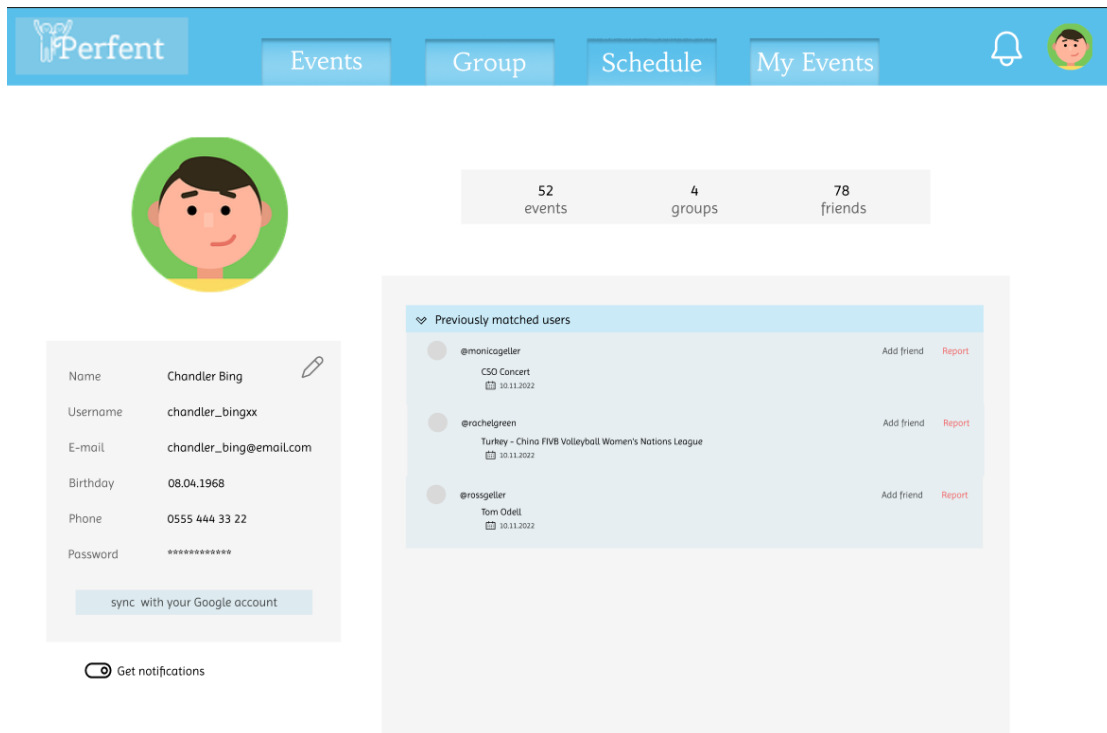 Perfent
Events
Group
Schedule
My Events
52
events
4
groups
78
friends
Previously matched users
@monicageller
Add friend
Report
CSO Concert
10.11.2022
@rachelgreen
Add friend
Report
Turkey - China FIVB Volleyball Women's Nations League
10.11.2022
@rossgeller
Add friend
Report
Tom Odell
10.11.2022
Name Chandler Bing
Username chandler_bingxx
E-mail chandler_bing@email.com
Birthday 08.04.1968
Phone 0555 444 33 22
Password ************
sync with your Google account
Get notifications